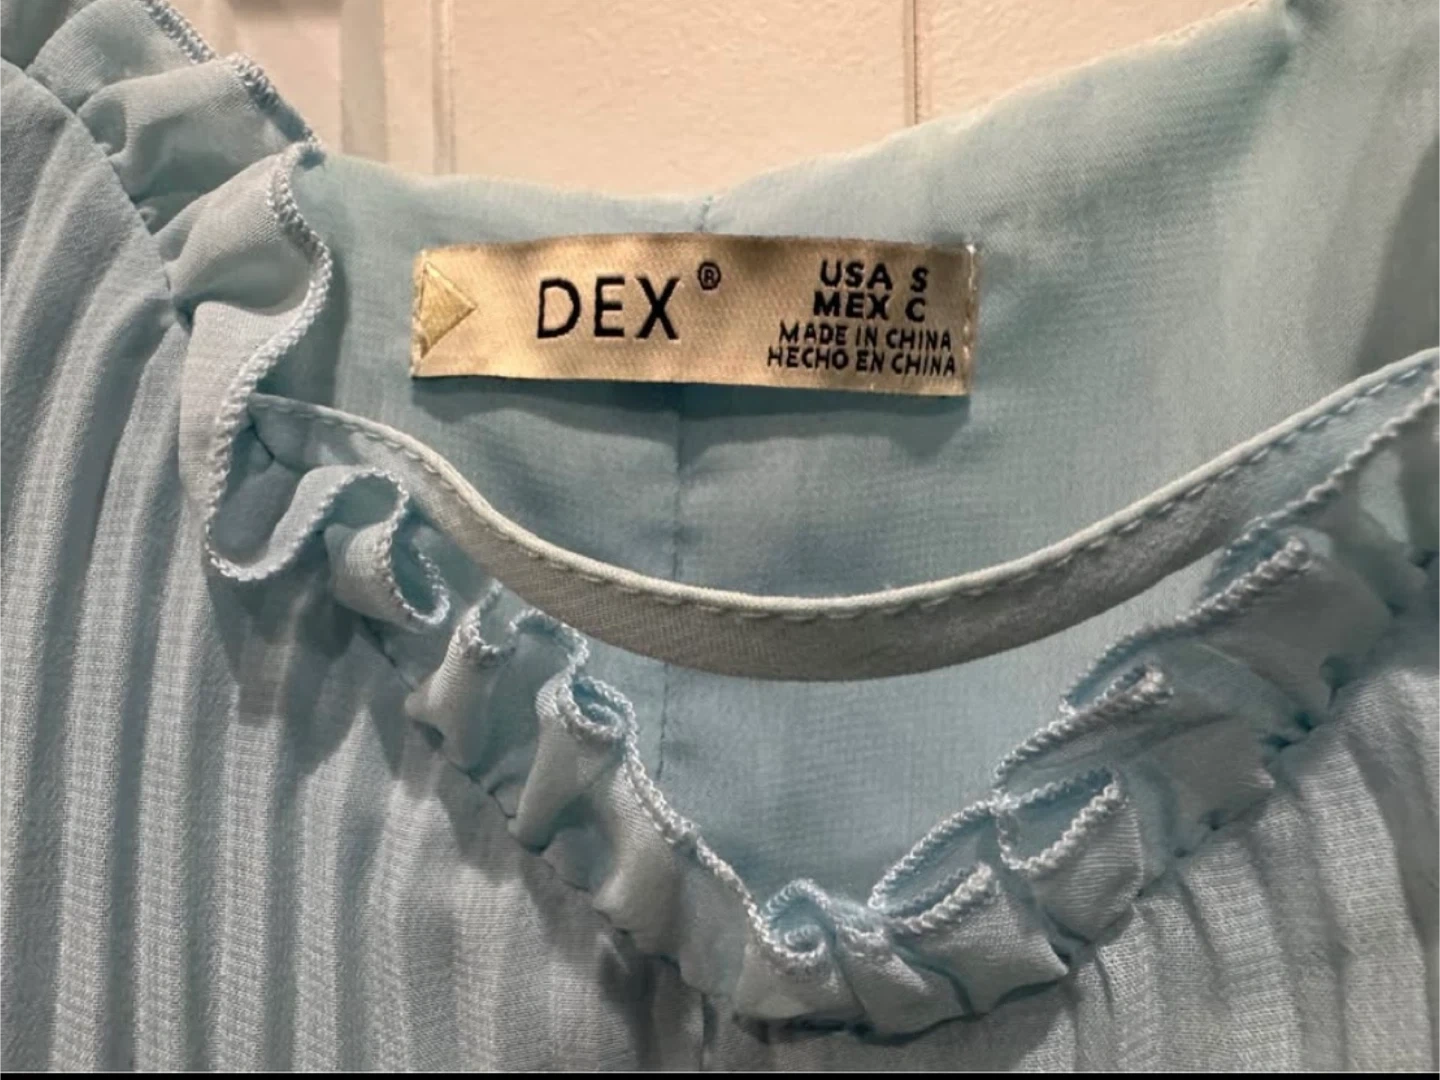 DEX®
USA S
MEX C
MADE IN CHINA
HECHO EN CHINA